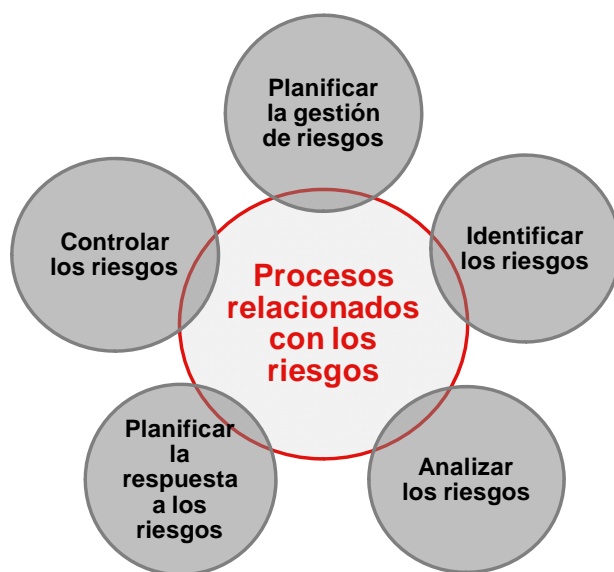 Planificar
la gestión
de riesgos
Identificar
los riesgos
Analizar
los riesgos
Planificar
la
respuesta
a los
riesgos
Controlar
los riesgos
Procesos
relacionados
con los
riesgos